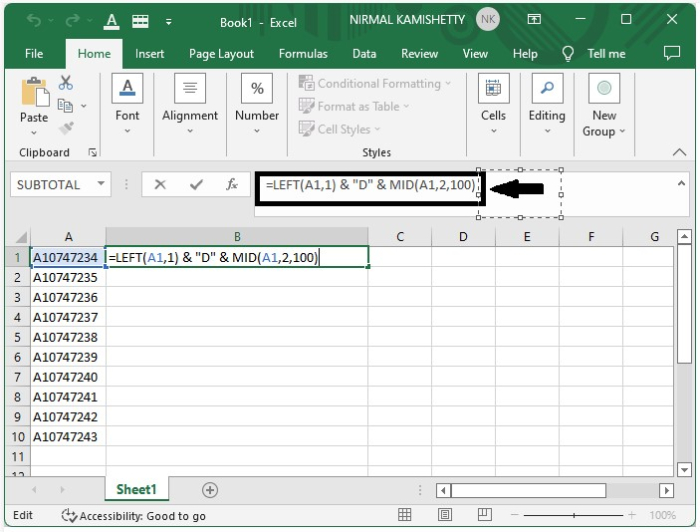 Book1 - Excel
NIRMAL KAMISHETTY
NK
File Home Insert Page Layout Formulas Data Review View Help Tell me
Paste
Clipboard
Font
Alignment
Number
Conditional Formatting
Format as Table
Cell Styles
Styles
Cells
Editing
New
Group
SUBTOTAL
fx
=LEFT(A1,1) & "D" & MID(A1,2,100)
A B C D E F G
1 A10747234 =LEFT(A1,1) & "D" & MID(A1,2,100)
2 A10747235
3 A10747236
4 A10747237
5 A10747238
6 A10747239
7 A10747240
8 A10747241
9 A10747242
10 A10747243
11
12
Sheet1
Edit Accessibility: Good to go 100%